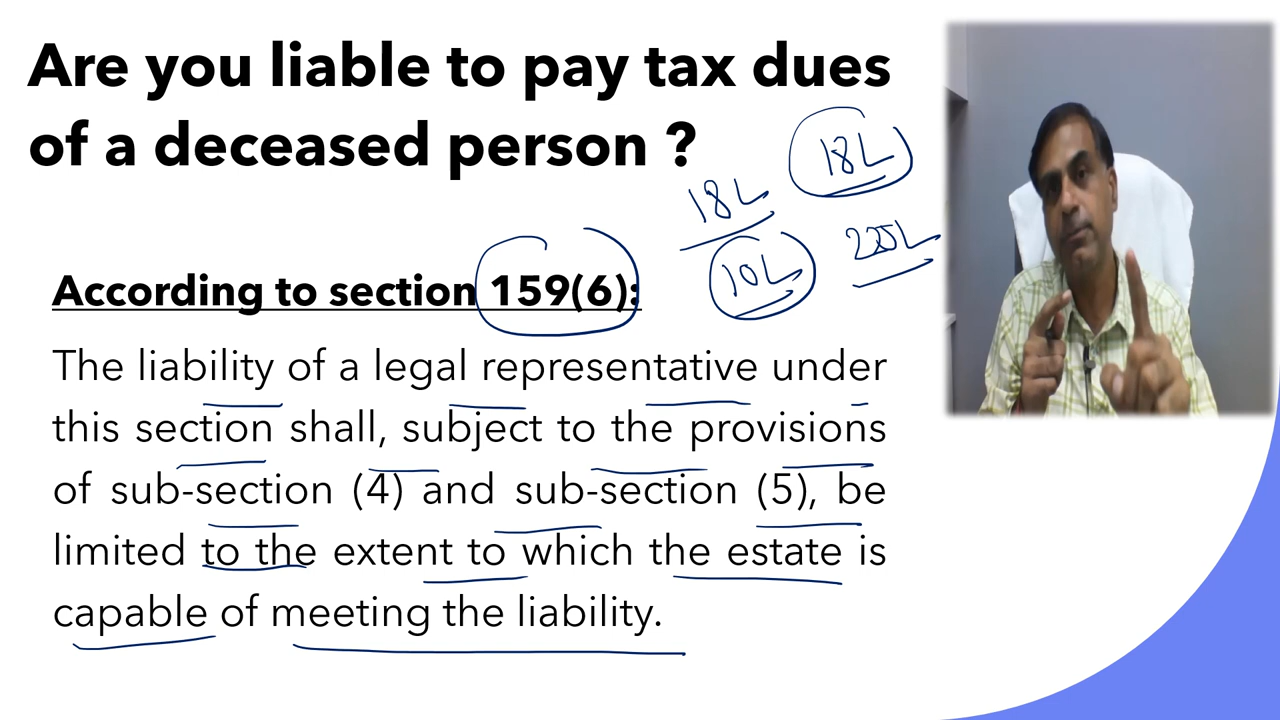 Are you liable to pay tax dues
of a deceased person ?
18L
18L
10L
225L
According to section 159(6):
The liability of a legal representative under
this section shall, subject to the provisions
of sub-section (4) and sub-section (5), be
limited to the extent to which the estate is
capable of meeting the liability.